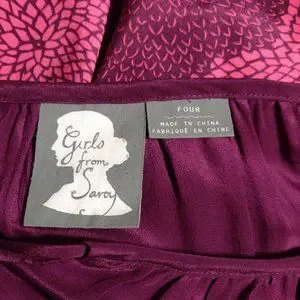 Girls
from
Savoy
FOUR
MADE IN CHINA
FABRIQUÉ EN CHINE